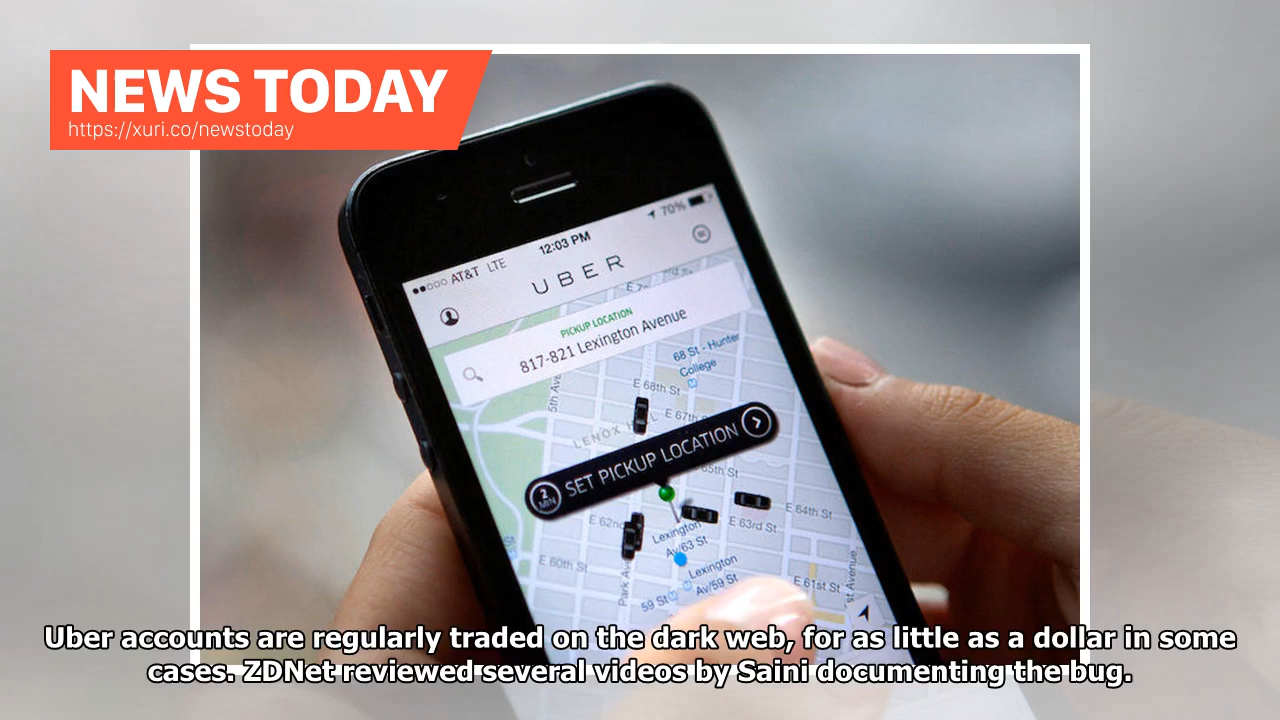 NEWS TODAY
https://xuri.co/newstoday
AT&T LTE
12:03 PM
70%
UBER
PICKUP LOCATION
817-821 Lexington Avenue
68 St - Hunter
College
5th Ave
E 68th St
E 67th
LENOX HILL
SET PICKUP LOCATION
2
MIN
65th St
E 64th St
E 63rd St
E 62nd
Lexington
Av/63 St
E 60th St
Lexington
Av/59 St
59 St
E 61st St
Park Av
st Avenue
Uber accounts are regularly traded on the dark web, for as little as a dollar in some
cases. ZDNet reviewed several videos by Saini documenting the bug.